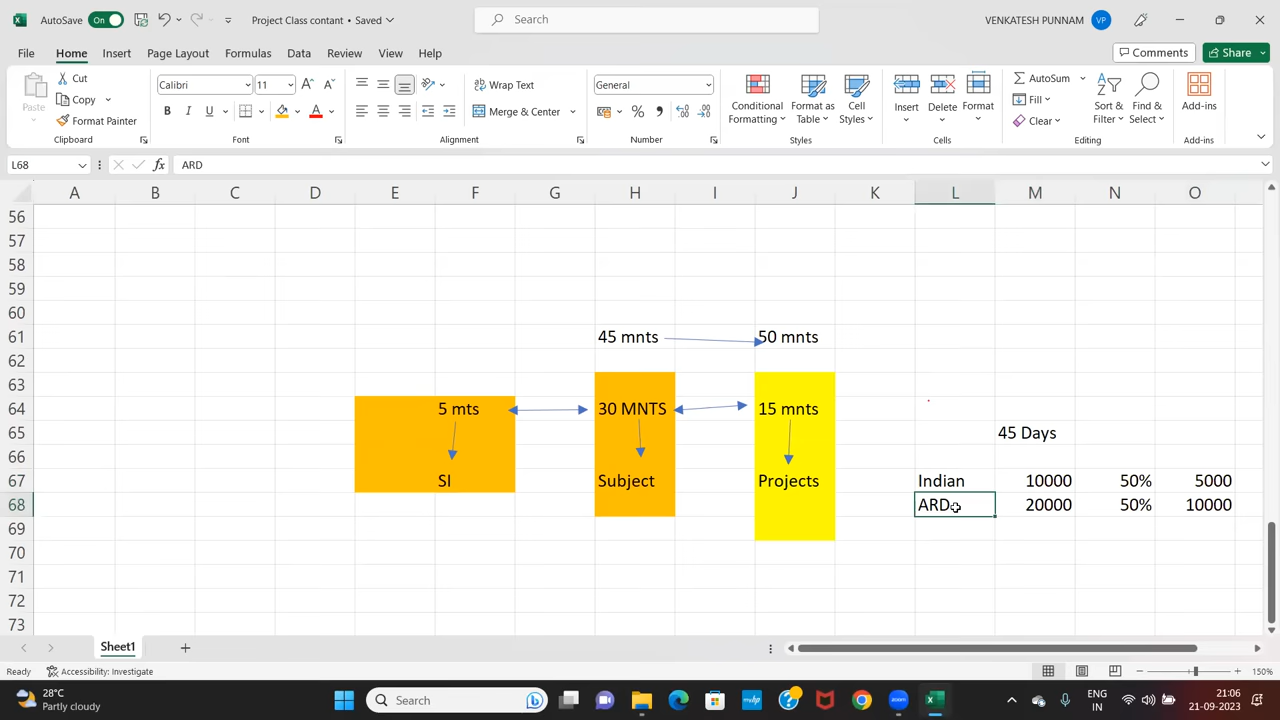 AutoSave On Project Class contant • Saved Search VENKATESH PUNNAM VP
File Home Insert Page Layout Formulas Data Review View Help Comments Share
Paste Cut Copy Format Painter Clipboard
Calibri 11 B I U A Font
Wrap Text Merge & Center Alignment
General % , Number
Conditional Formatting Format as Table Cell Styles Styles
Insert Delete Format Cells
AutoSum Fill Clear Sort & Filter Find & Select Editing
Add-ins Add-ins
L68 fx ARD
A B C D E F G H I J K L M N O
56
57
58
59
60
61 45 mnts 50 mnts
62
63
64 5 mts 30 MNTS 15 mnts
65 45 Days
66
67 SI Subject Projects Indian 10000 50% 5000
68 ARD 20000 50% 10000
69
70
71
72
73
Sheet1
Ready Accessibility: Investigate 150%
28°C
Partly cloudy
Search
ENG
IN
21:06
21-09-2023